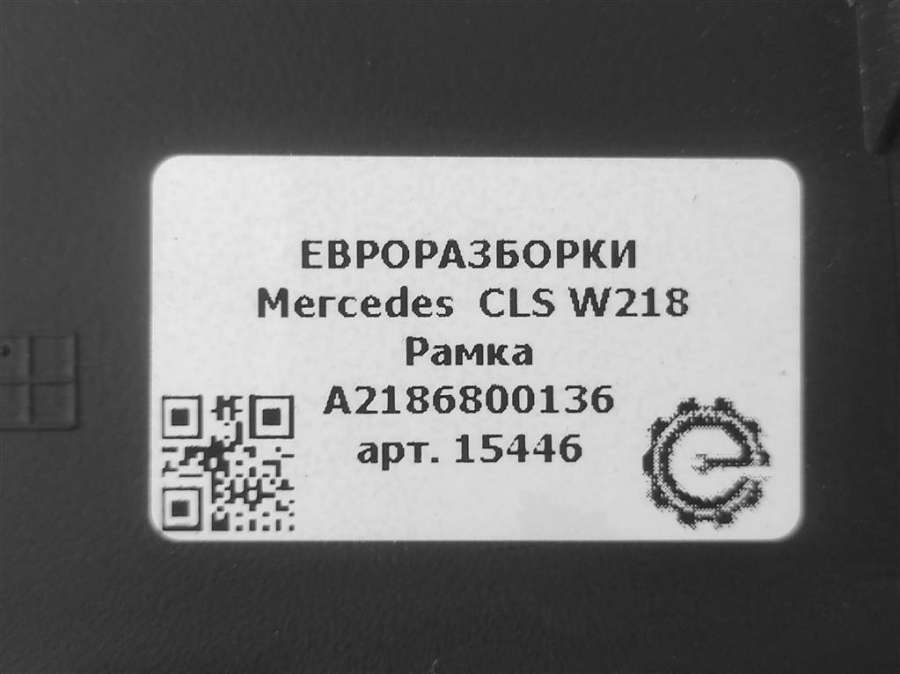 ЕВРОРАЗБОРКИ
Mercedes CLS W218
Рамка
A2186800136
арт. 15446